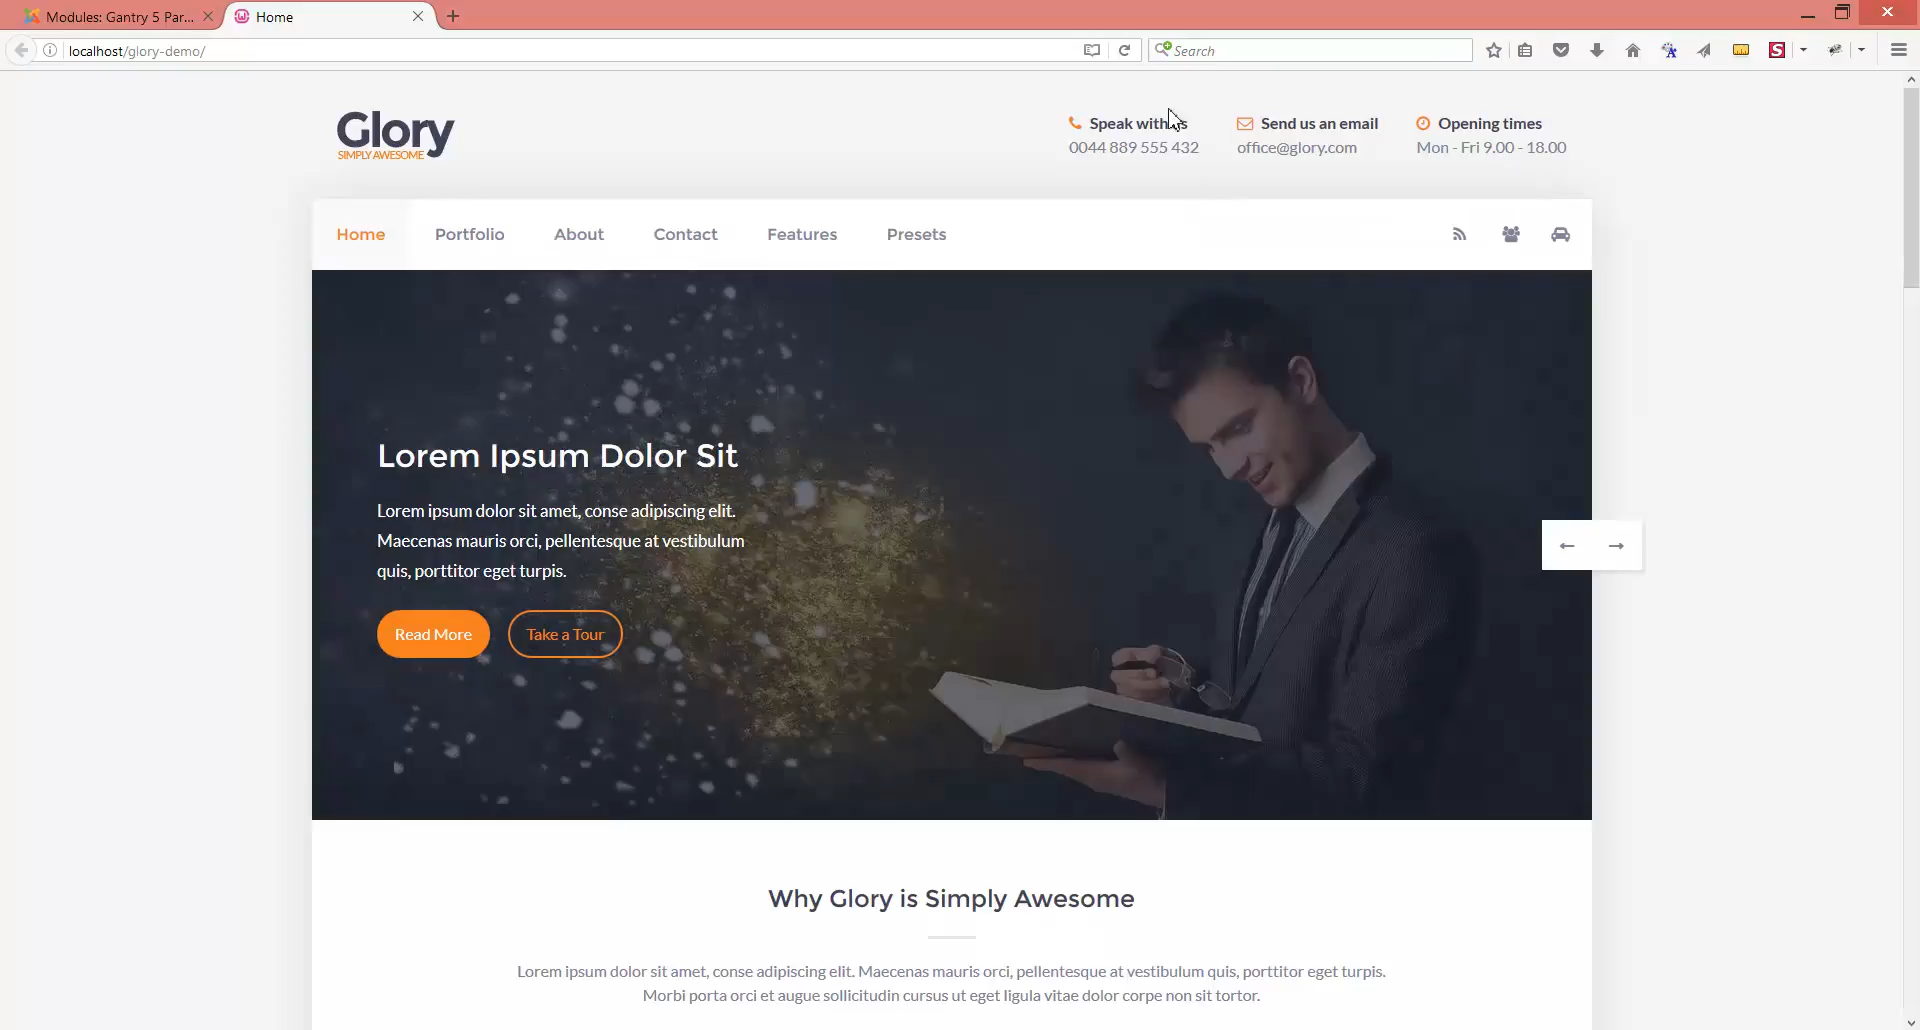 Modules: Gantry 5 Par...
Home
localhost/glory-demo/
Search
Glory
SIMPLY AWESOME
Speak with
0044 889 555 432
Send us an email
office@glory.com
Opening times
Mon - Fri 9.00 - 18.00
Home
Portfolio
About
Contact
Features
Presets
Lorem Ipsum Dolor Sit
Lorem ipsum dolor sit amet, conse adipiscing elit.
Maecenas mauris orci, pellentesque at vestibulum
quis, porttitor eget turpis.
Read More
Take a Tour
Why Glory is Simply Awesome
Lorem ipsum dolor sit amet, conse adipiscing elit. Maecenas mauris orci, pellentesque at vestibulum quis, porttitor eget turpis.
Morbi porta orci et augue sollicitudin cursus ut eget ligula vitae dolor corpe non sit tortor.